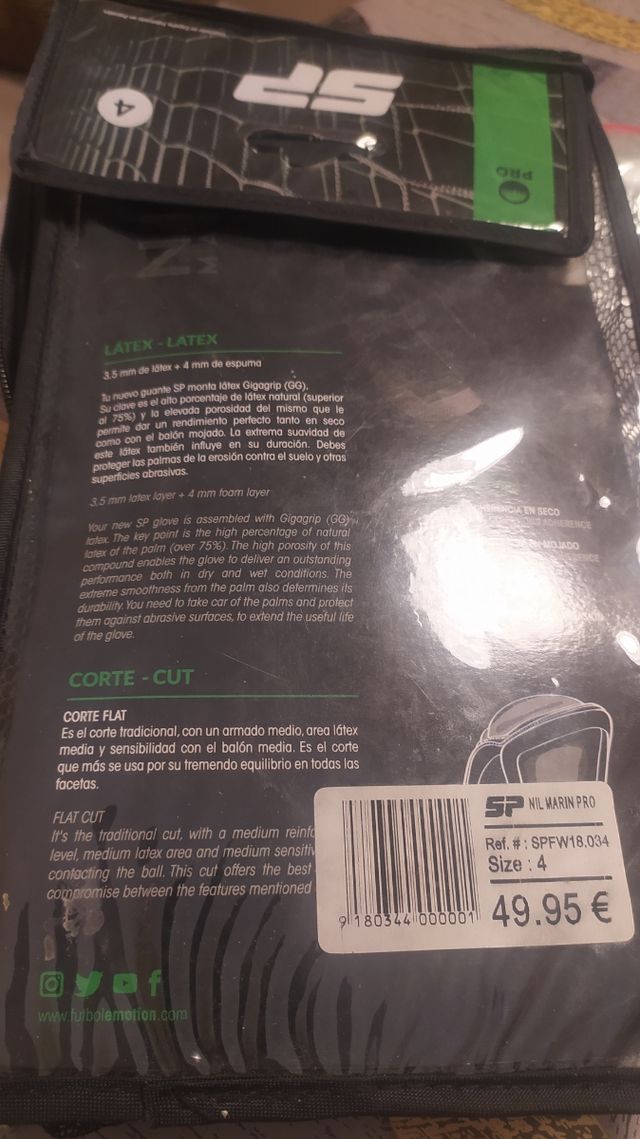 SP
4
PRO
LÁTEX - LATEX
3.5 mm de látex + 4 mm de espuma
Tu nuevo guante SP monta látex Gigagrip (GG),
Su clave es el alto porcentaje de látex natural (superior
al 75%) y la elevada porosidad del mismo que le
permite dar un rendimiento perfecto tanto en seco
como con el balón mojado. La extrema suavidad de
este látex también influye en su duración. Debes
proteger las palmas de la erosión contra el suelo y otras
superficies abrasivas.
3.5 mm latex layer + 4 mm foam layer
Your new SP glove is assembled with Gigagrip (GG)
latex. The key point is the high percentage of natural
latex of the palm (over 75%). The high porosity of this
compound enables the glove to deliver an outstanding
performance both in dry and wet conditions. The
extreme smoothness from the palm also determines its
durability. You need to take car of the palms and protect
them against abrasive surfaces, to extend the useful life
of the glove.
EN SECO
ADHERENCE
MOJADO
CORTE - CUT
CORTE FLAT
Es el corte tradicional, con un armado medio, area látex
media y sensibilidad con el balón media. Es el corte
que más se usa por su tremendo equilibrio en todas las
facetas.
FLAT CUT
It's the traditional cut, with a medium reinfo
level, medium latex area and medium sensitiv
contacting the ball. This cut offers the best
compromise between the features mentioned
SP NIL MARIN PRO
Ref. # : SPFW18.034
Size : 4
49.95 €
9 180344 000001
www.futbolemotion.com